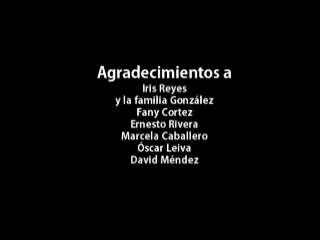 Agradecimientos a
Iris Reyes
y la familia González
Fany Cortez
Ernesto Rivera
Marcela Caballero
Óscar Leiva
David Méndez